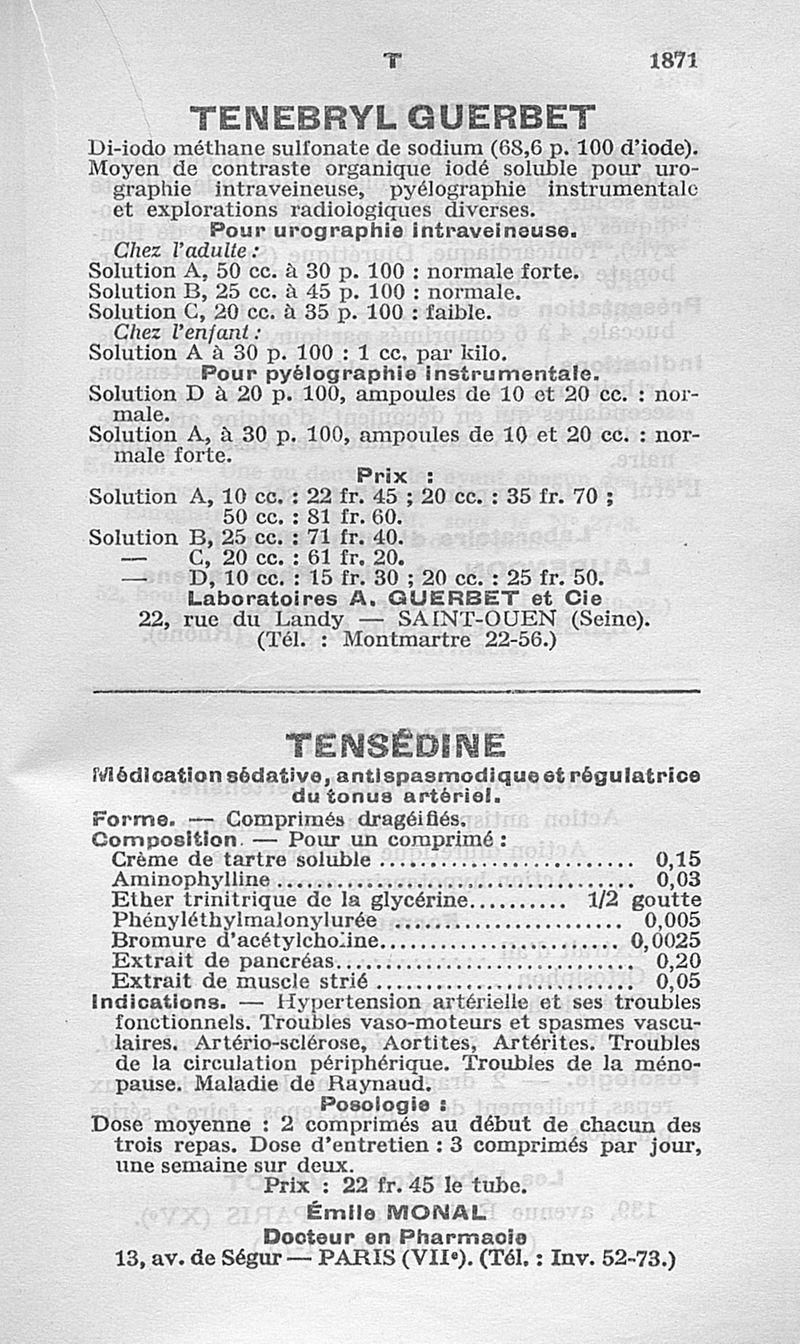 T 1871
TENEBRYL GUERBET
Di-iodo méthane sulfonate de sodium (68,6 p. 100 d'iode).
Moyen de contraste organique iodé soluble pour uro-
graphie intraveineuse, pyélographie instrumentale
et explorations radiologiques diverses.
Pour urographie intraveineuse.
Chez l'adulte :
Solution A, 50 cc. à 30 p. 100 : normale forte.
Solution B, 25 cc. à 45 p. 100 : normale.
Solution C, 20 cc. à 35 p. 100 : faible.
Chez l'enfant :
Solution A à 30 p. 100 : 1 cc. par kilo.
Pour pyélographie instrumentale.
Solution D à 20 p. 100, ampoules de 10 et 20 cc. : nor-
male.
Solution A, à 30 p. 100, ampoules de 10 et 20 cc. : nor-
male forte.
Prix :
Solution A, 10 cc. : 22 fr. 45 ; 20 cc. : 35 fr. 70 ;
50 cc. : 81 fr. 60.
Solution B, 25 cc. : 71 fr. 40.
— C, 20 cc. : 61 fr. 20.
— D, 10 cc. : 15 fr. 30 ; 20 cc. : 25 fr. 50.
Laboratoires A. GUERBET et Cie
22, rue du Landy — SAINT-OUEN (Seine).
(Tél. : Montmartre 22-56.)
TENSÉDINE
Médication sédative, antispasmodique et régulatrice
du tonus artériel.
Forme. — Comprimés dragéifiés.
Composition. — Pour un comprimé :
Crème de tartre soluble ........................ 0,15
Aminophylline ................................. 0,03
Ether trinitrique de la glycérine.......... 1/2 goutte
Phényléthylmalonylurée ..................... 0,005
Bromure d'acétylcholine...................... 0,0025
Extrait de pancréas........................... 0,20
Extrait de muscle strié ........................ 0,05
Indications. — Hypertension artérielle et ses troubles
fonctionnels. Troubles vaso-moteurs et spasmes vascu-
laires. Artério-sclérose, Aortites, Artérites. Troubles
de la circulation périphérique. Troubles de la méno-
pause. Maladie de Raynaud.
Posologie :
Dose moyenne : 2 comprimés au début de chacun des
trois repas. Dose d'entretien : 3 comprimés par jour,
une semaine sur deux.
Prix : 22 fr. 45 le tube.
Émile MONAL
Docteur en Pharmacie
13, av. de Ségur — PARIS (VIIe). (Tél. : Inv. 52-73.)